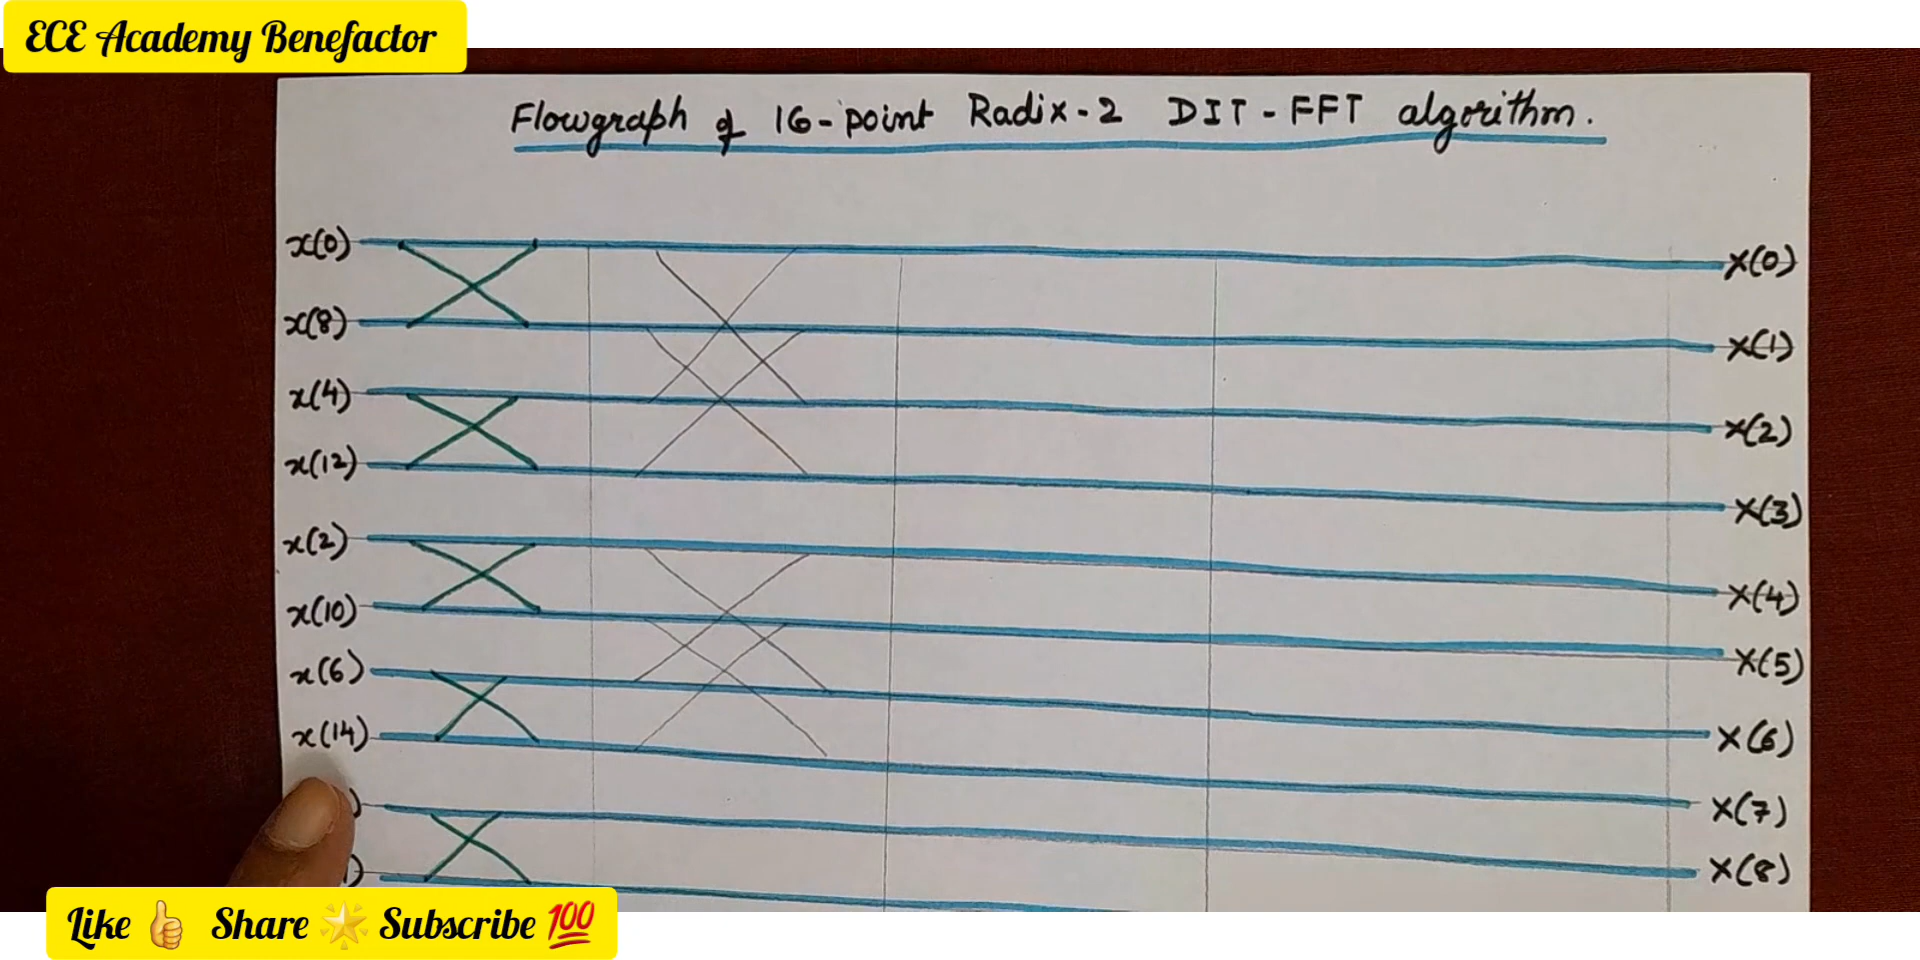 ECE Academy Benefactor
Flowgraph of 16-point Radix-2 DIT-FFT algorithm.
x(0) X(0)
x(8) X(1)
x(4) X(2)
x(12) X(3)
x(2) X(4)
x(10) X(5)
x(6) X(6)
x(14) X(7)
) X(8)
)
Like 👍 Share 🌟 Subscribe 💯